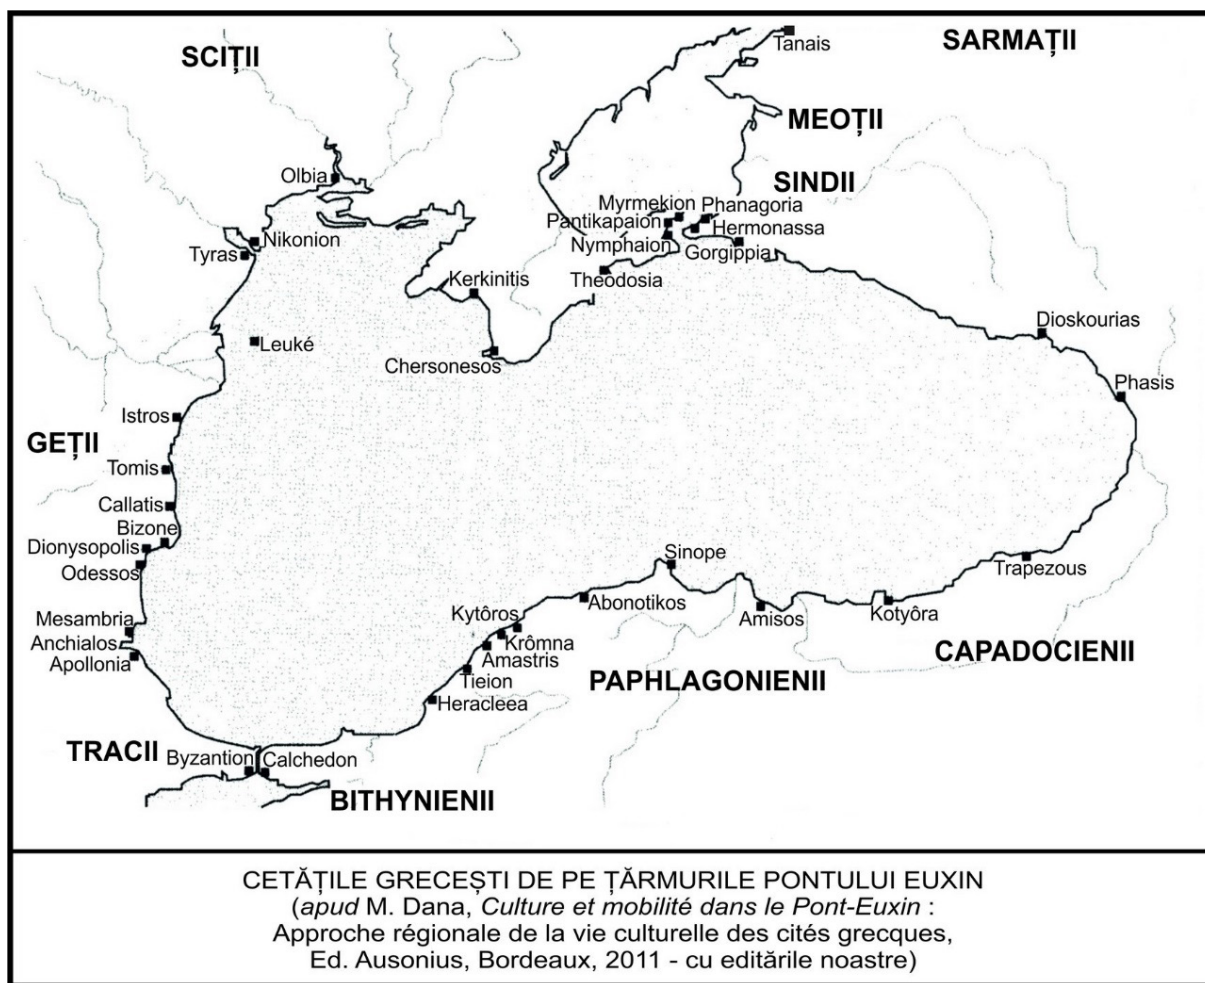 SCIȚII
Tanais
SARMAȚII
MEOȚII
Olbia
SINDII
Myrmekion
Phanagoria
Pantikapaion
Hermonassa
Nikonion
Nymphaion
Gorgippia
Tyras
Theodosia
Kerkinitis
Dioskourias
Leuké
Chersonesos
Phasis
Istros
GEȚII
Tomis
Callatis
Bizone
Dionysopolis
Sinope
Odessos
Trapezous
Abonotikos
Kytôros
Amisos
Kotyôra
Mesambria
Krômna
Anchialos
Amastris
CAPADOCIENII
Apollonia
Tieion
PAPHLAGONIENII
Heracleea
TRACII
Byzantion
Calchedon
BITHYNIENII
CETĂȚILE GRECEȘTI DE PE ȚĂRMURILE PONTULUI EUXIN
(apud M. Dana, Culture et mobilité dans le Pont-Euxin :
Approche régionale de la vie culturelle des cités grecques,
Ed. Ausonius, Bordeaux, 2011 - cu editările noastre)